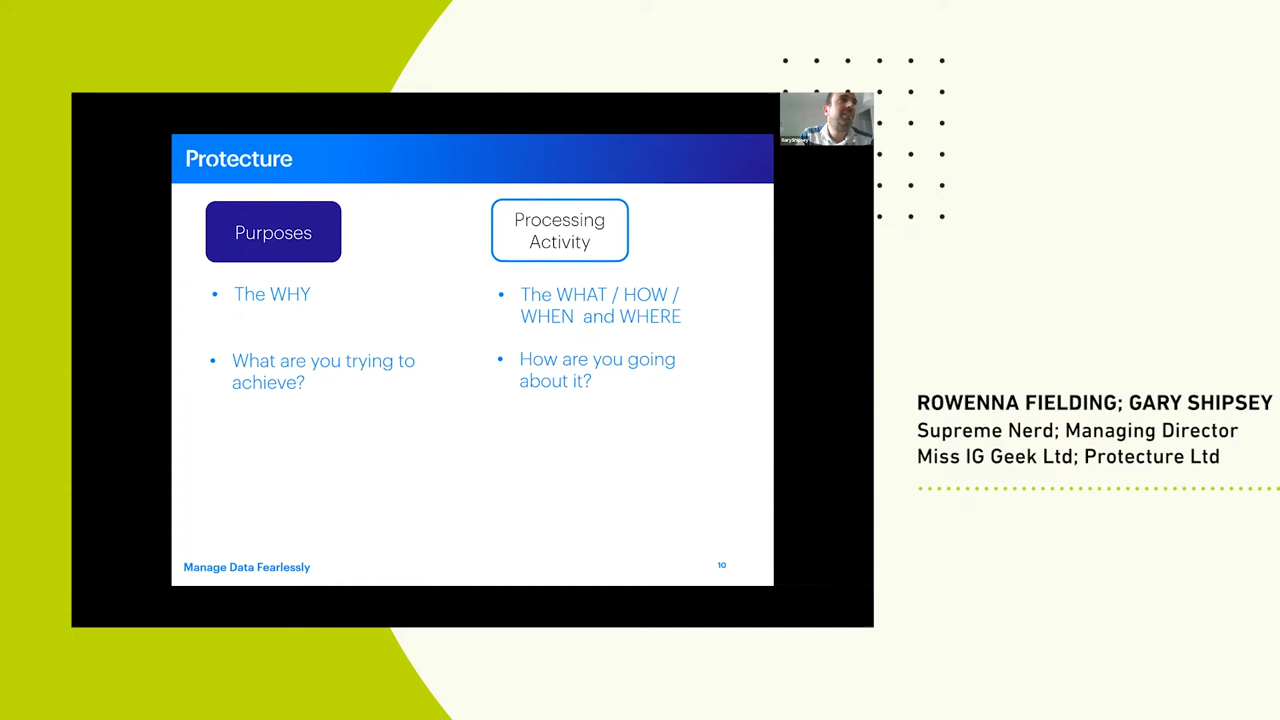 Protecture
Purposes
• The WHY
• What are you trying to
achieve?
Processing
Activity
• The WHAT / HOW /
WHEN and WHERE
• How are you going
about it?
Manage Data Fearlessly
10
GaryShipsey
ROWENNA FIELDING; GARY SHIPSEY
Supreme Nerd; Managing Director
Miss IG Geek Ltd; Protecture Ltd